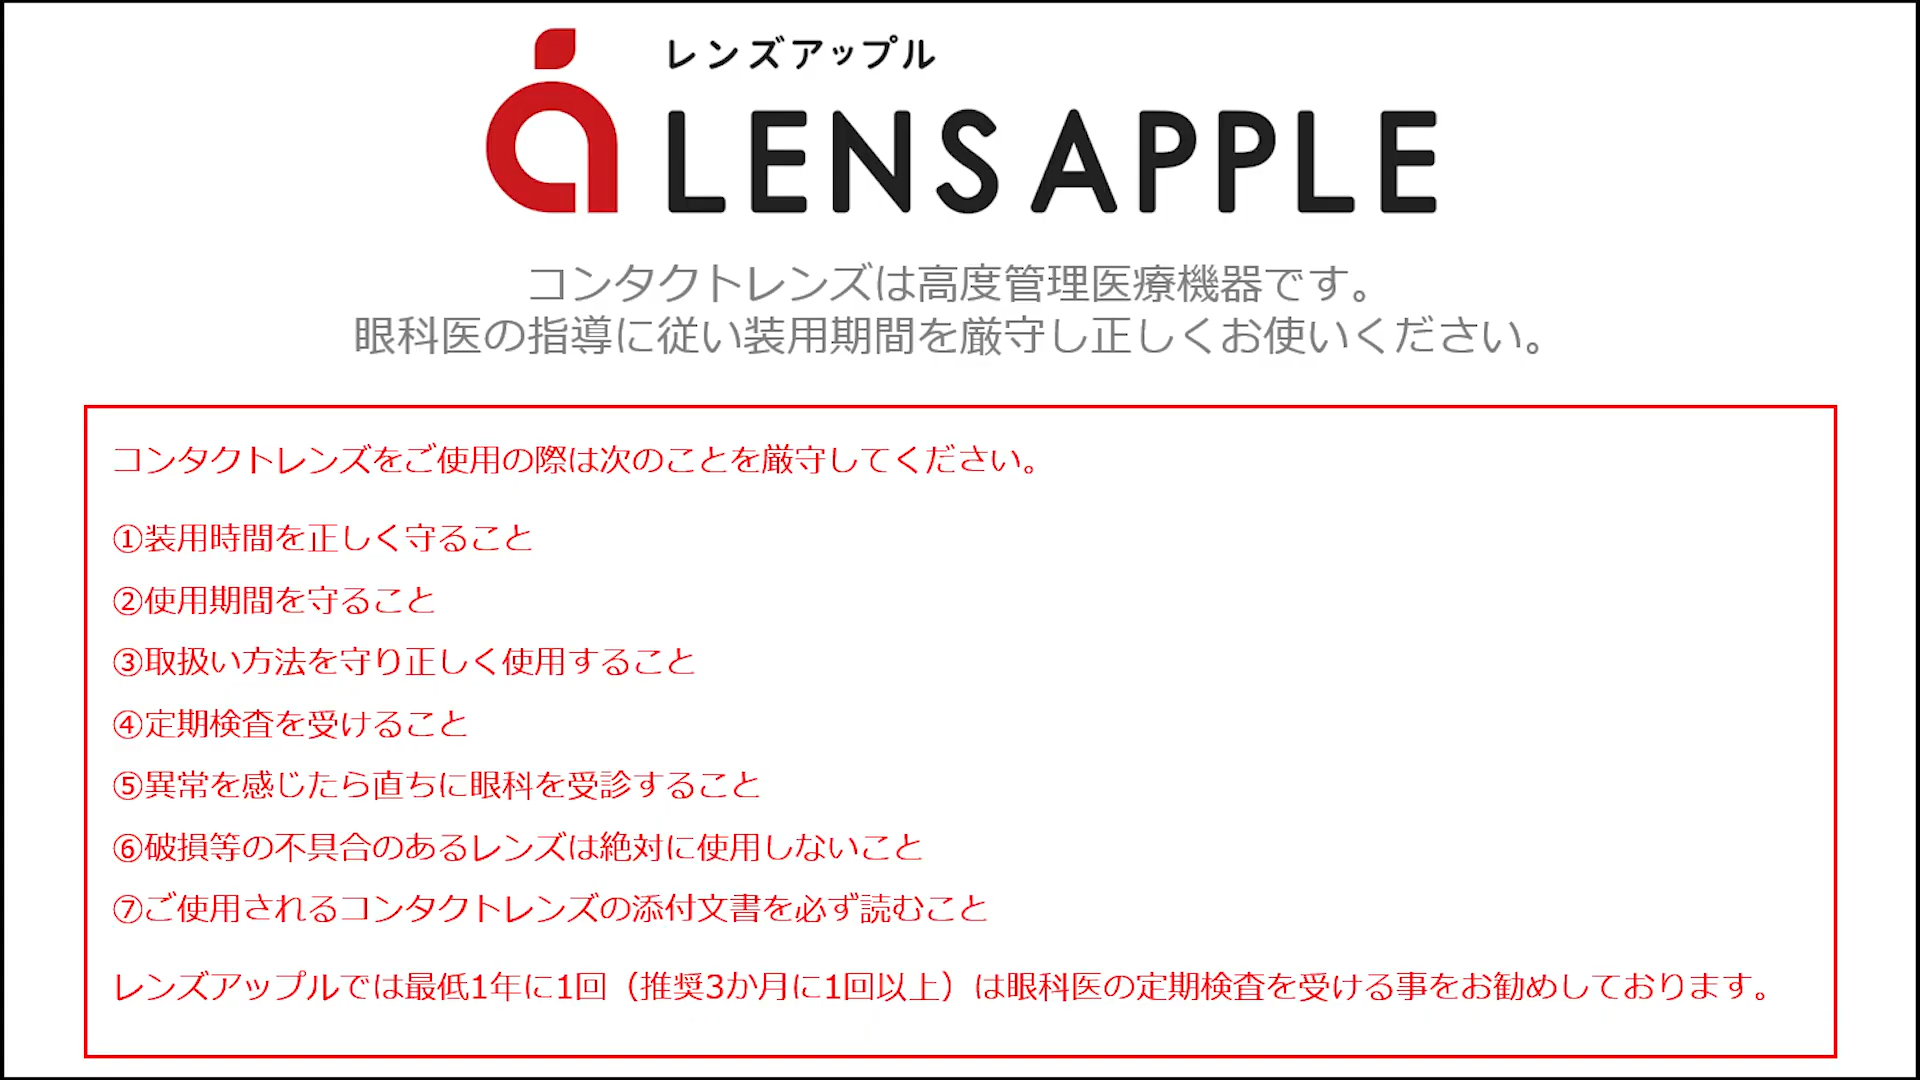 レンズアップル
LENS APPLE
コンタクトレンズは高度管理医療機器です。
眼科医の指導に従い装用期間を厳守し正しくお使いください。
コンタクトレンズをご使用の際は次のことを厳守してください。
①装用時間を正しく守ること
②使用期間を守ること
③取扱い方法を守り正しく使用すること
④定期検査を受けること
⑤異常を感じたら直ちに眼科を受診すること
⑥破損等の不具合のあるレンズは絶対に使用しないこと
⑦ご使用されるコンタクトレンズの添付文書を必ず読むこと
レンズアップルでは最低1年に1回（推奨3か月に1回以上）は眼科医の定期検査を受ける事をお勧めしております。